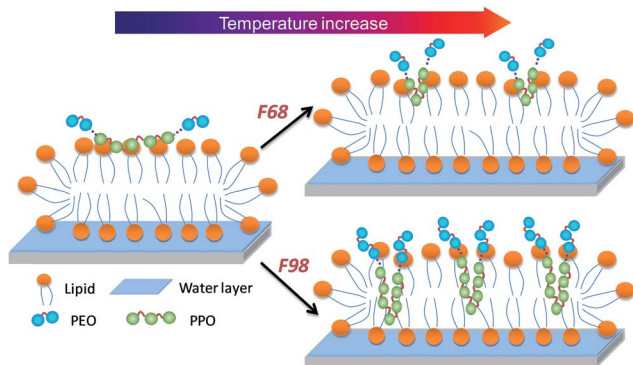 Temperature increase
F68
F98
Lipid
Water layer
PEO
PPO